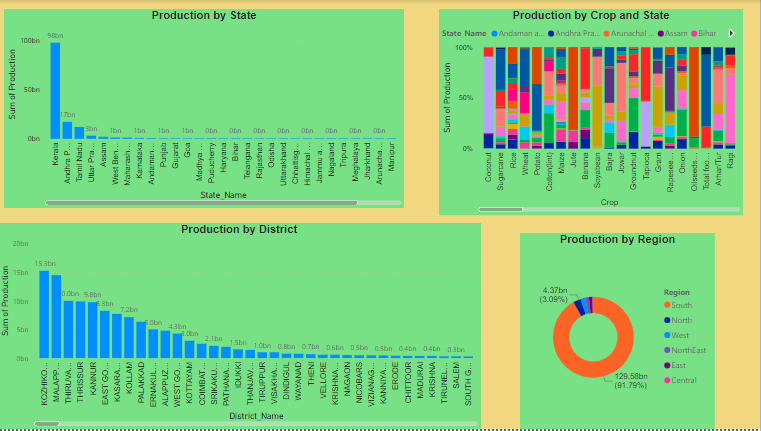 Production by State
Sum of Production
100bn
50bn
0bn
98bn
17bn
3bn
1bn
1bn
1bn
1bn
1bn
0bn
0bn
0bn
0bn
0bn
0bn
0bn
Kerala
Andhra P...
Tamil Nadu
Uttar Pra...
Assam
West Ben...
Maharash...
Karnataka
Andaman...
Punjab
Gujarat
Goa
Madhya ...
Puducherry
Haryana
Bihar
Telangana
Rajasthan
Odisha
Uttarakhand
Chhattisg...
Himachal ...
Jammu a...
Nagaland
Tripura
Meghalaya
Jharkhand
Arunacha...
Manipur
State_Name
Production by Crop and State
State_Name Andaman a... Andhra Pra... Arunachal ... Assam Bihar
Sum of Production
100%
50%
0%
Coconut
Sugarcane
Rice
Wheat
Potato
Cotton(lint)
Maize
Jute
Banana
Soyabean
Bajra
Jowar
Groundnut
Tapioca
Gram
Rapesee...
Onion
Oilseeds...
Total foo...
Arhar/Tur
Ragi
Crop
Production by District
Sum of Production
20bn
15bn
10bn
5bn
0bn
15.3bn
9.8bn
7.2bn
4.3bn
2.1bn
1.5bn
1.0bn
0.8bn
0.7bn
0.6bn
0.5bn
0.5bn
0.4bn
0.4bn
0.3bn
KOZHIKO...
MALAPP...
THIRUVA...
THRISSUR
KANNUR
EAST GO...
KASARA...
KOLLAM
PALAKKAD
ERNAKUL...
ALAPPUZ...
WEST GO...
KOTTAYAM
COIMBAT...
SRIKAKU...
PATHANA...
IDUKKI
THANJAV...
TIRUPPUR
VISAKHA...
DINDIGUL
WAYANAD
THENI
VELLORE
KRISHNA...
NAGAON
NICOBARS
VIZIANAG...
KANNIYA...
ERODE
CHITTOOR
MADURAI
KRISHNA
TIRUNEL...
SALEM
SOUTH G...
District_Name
Production by Region
4.37bn
(3.09%)
129.58bn
(91.79%)
Region
South
North
West
NorthEast
East
Central